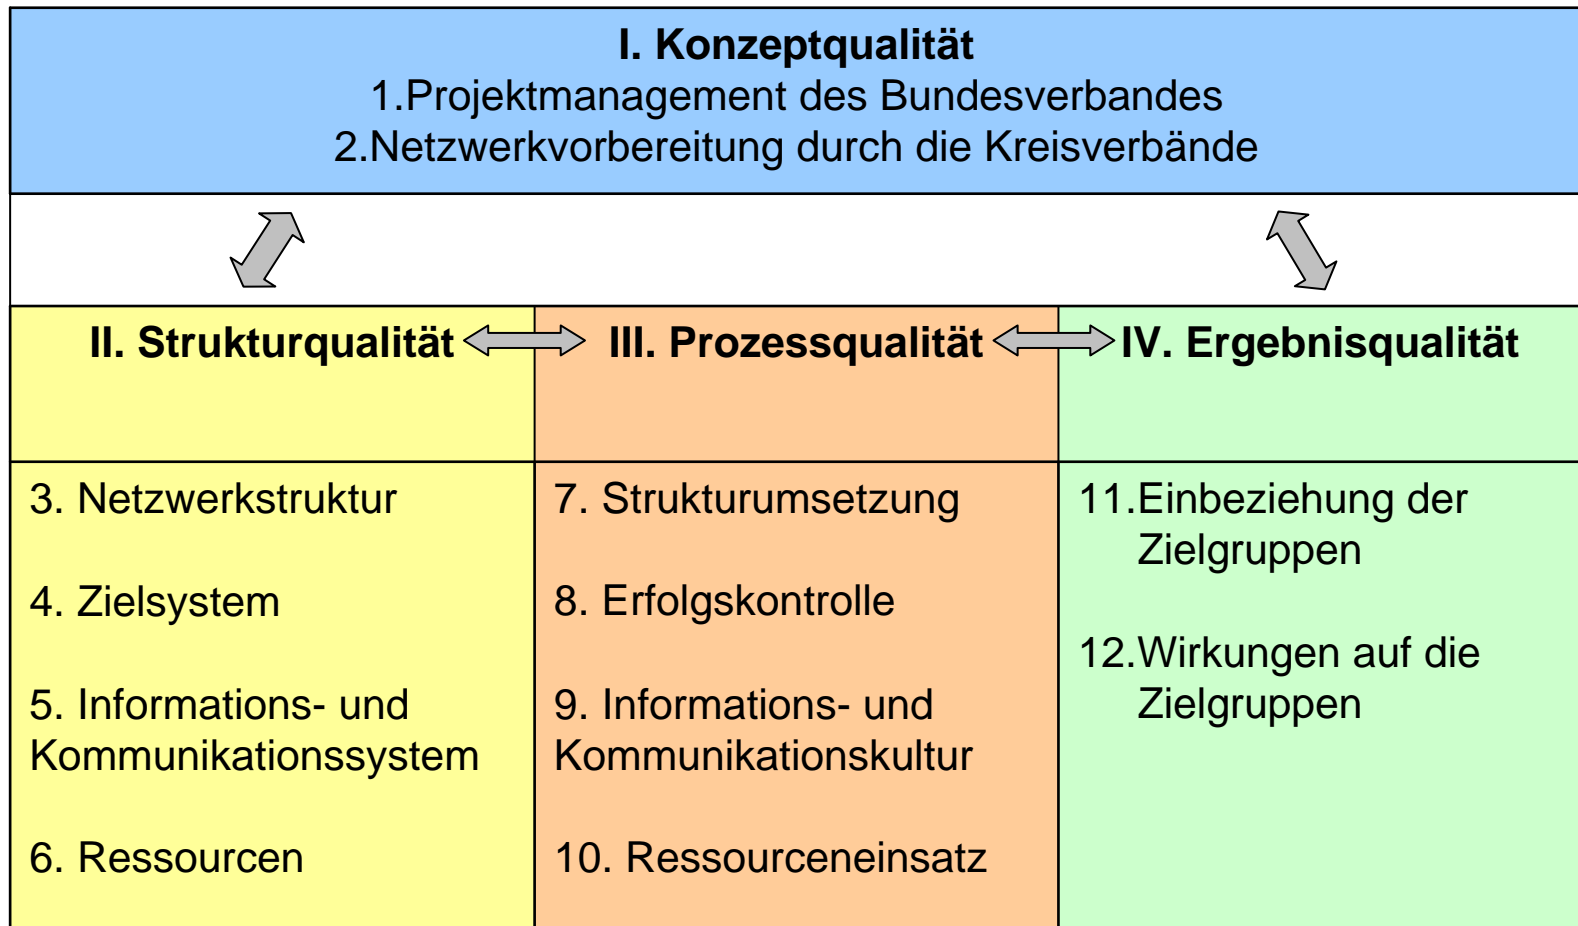 I. Konzeptqualität
1.Projektmanagement des Bundesverbandes
2.Netzwerkvorbereitung durch die Kreisverbände
II. Strukturqualität
III. Prozessqualität
IV. Ergebnisqualität
3. Netzwerkstruktur
4. Zielsystem
5. Informations- und
Kommunikationssystem
6. Ressourcen
7. Strukturumsetzung
8. Erfolgskontrolle
9. Informations- und
Kommunikationskultur
10. Ressourceneinsatz
11.Einbeziehung der
Zielgruppen
12.Wirkungen auf die
Zielgruppen